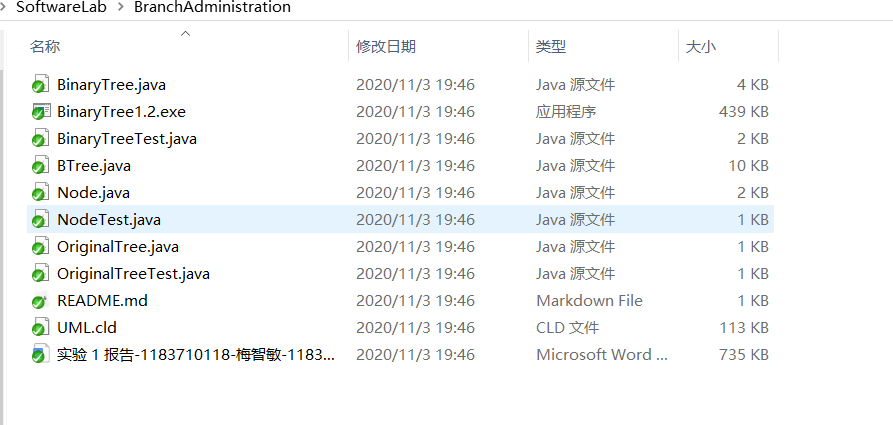 SoftwareLab > BranchAdministration
名称 修改日期 类型 大小
BinaryTree.java 2020/11/3 19:46 Java 源文件 4 KB
BinaryTree1.2.exe 2020/11/3 19:46 应用程序 439 KB
BinaryTreeTest.java 2020/11/3 19:46 Java 源文件 2 KB
BTree.java 2020/11/3 19:46 Java 源文件 10 KB
Node.java 2020/11/3 19:46 Java 源文件 2 KB
NodeTest.java 2020/11/3 19:46 Java 源文件 1 KB
OriginalTree.java 2020/11/3 19:46 Java 源文件 1 KB
OriginalTreeTest.java 2020/11/3 19:46 Java 源文件 1 KB
README.md 2020/11/3 19:46 Markdown File 1 KB
UML.cld 2020/11/3 19:46 CLD 文件 113 KB
实验 1 报告-1183710118-梅智敏-1183... 2020/11/3 19:46 Microsoft Word ... 735 KB